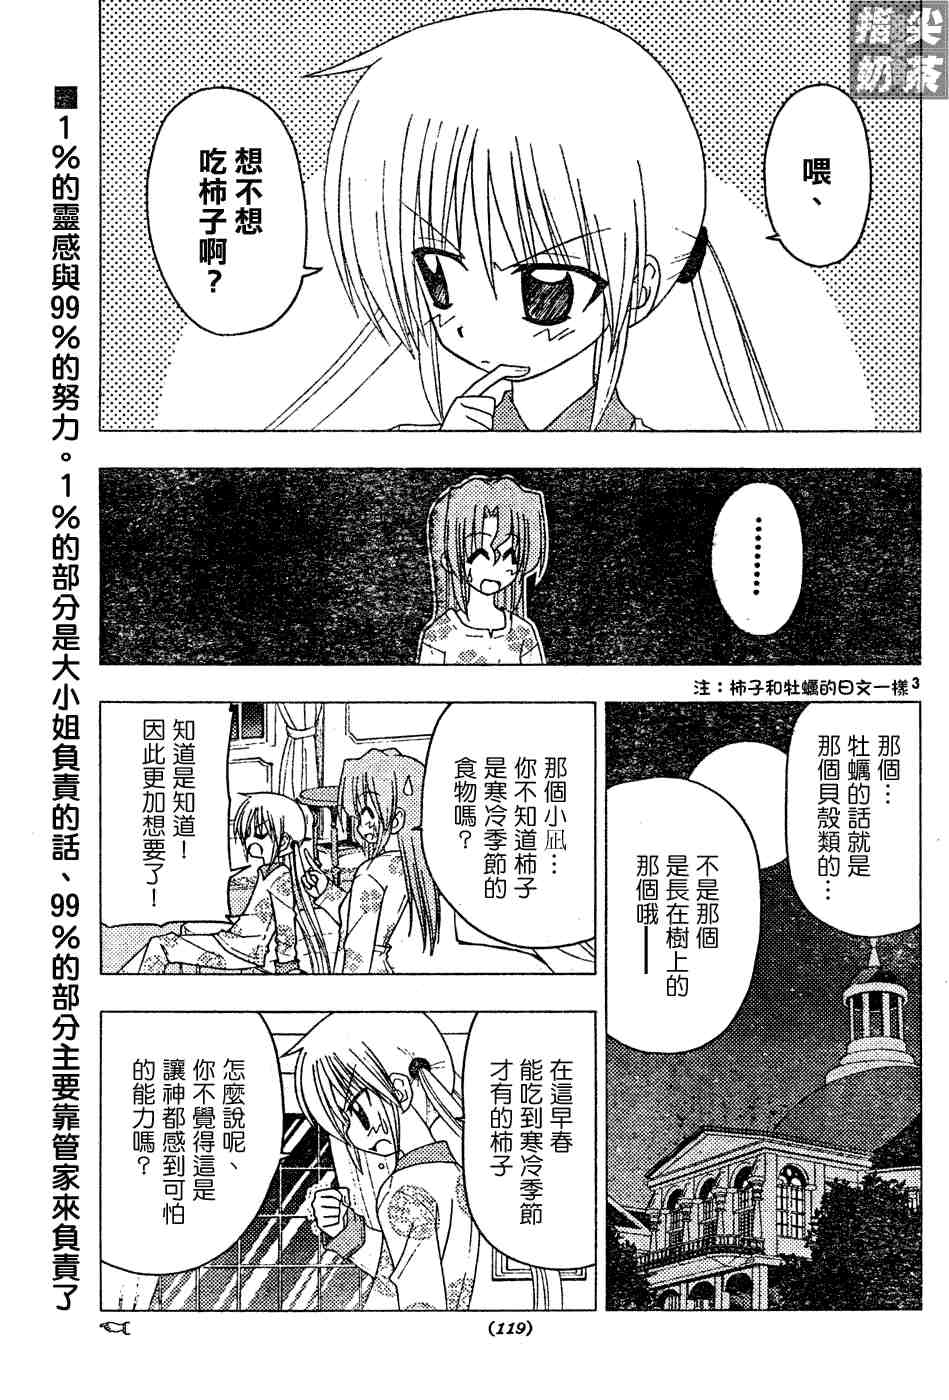 指尖
奶茶
喂、
想不想
吃柿子啊？
………
注：柿子和牡蠣的日文一樣
3
那個…
牡蠣的話就是
那個貝殼類的…
不是那個
是長在樹上的
那個哦——
那個小凪…
你不知道柿子
是寒冷季節的
食物嗎？
知道是知道！
因此更加想要了！
在這早春
能吃到寒冷季節
才有的柿子
怎麼說呢、
你不覺得這是
讓神都感到可怕
的能力嗎？
1%的靈感與99%的努力。1%的部分是大小姐負責的話、99%的部分主要靠管家來負責了
(119)